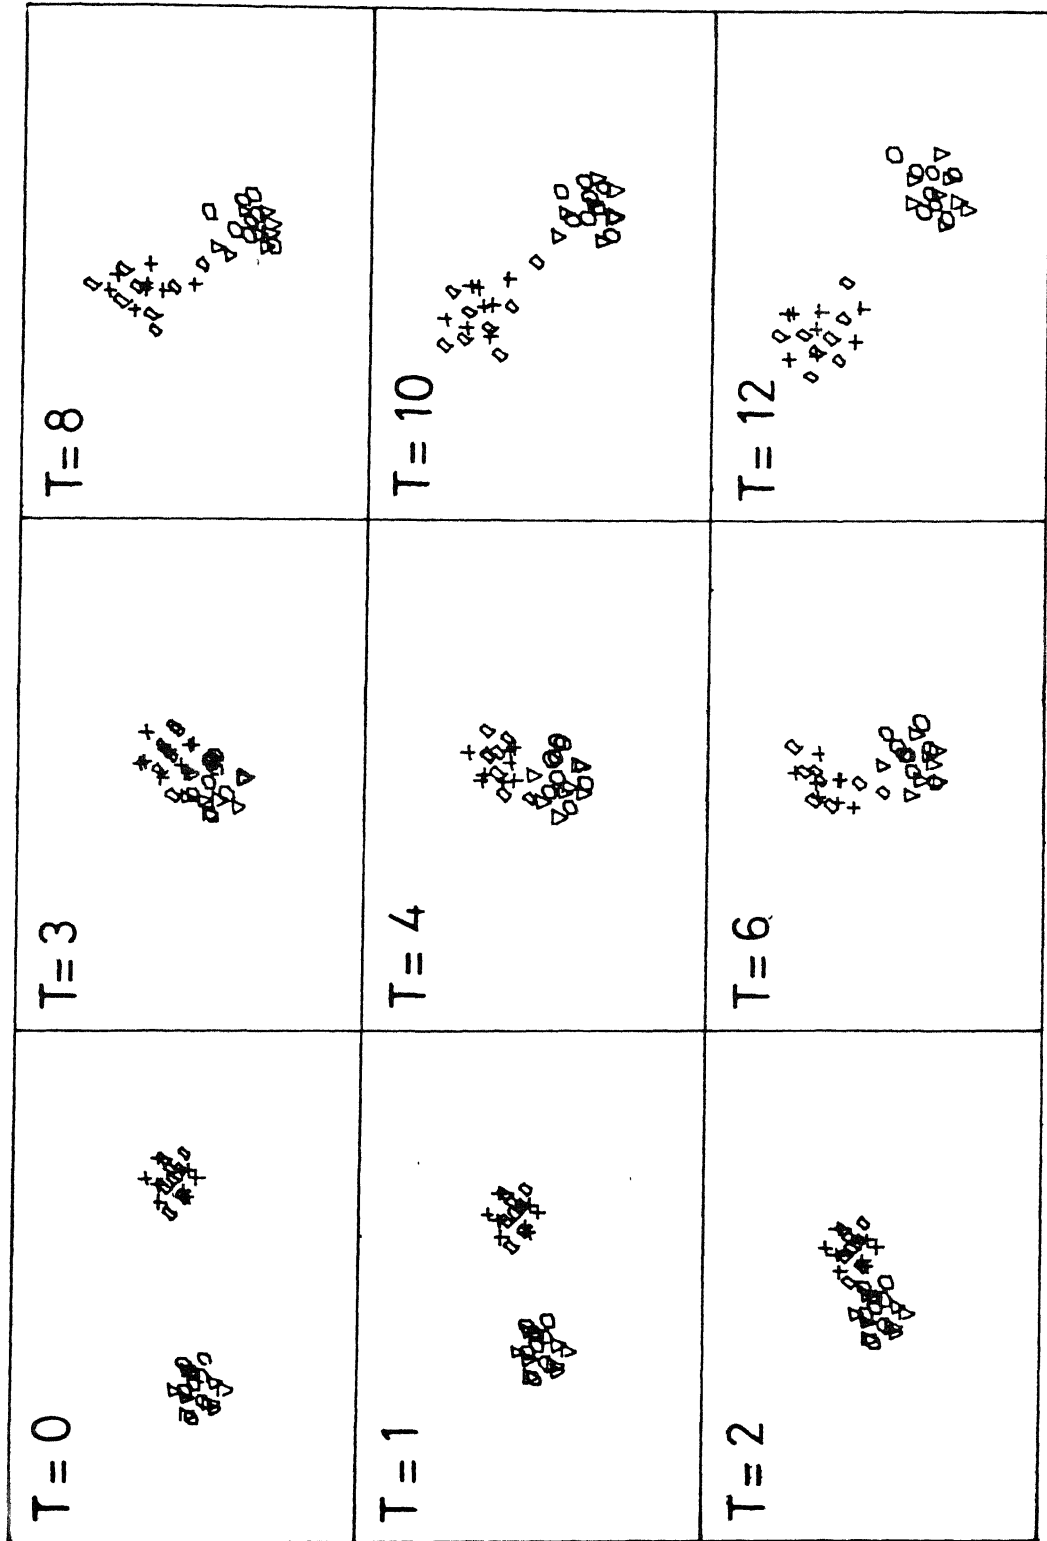 T = 0
T = 1
T = 2
T = 3
T = 4
T = 6
T = 8
T = 10
T = 12